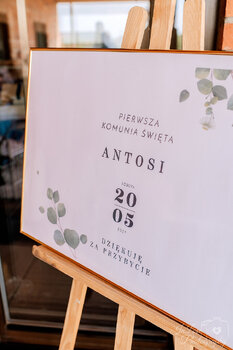 PIERWSZA
KOMUNIA ŚWIĘTA
ANTOSI
20
05
DZIĘKUJĘ
ZA PRZYBYCIE